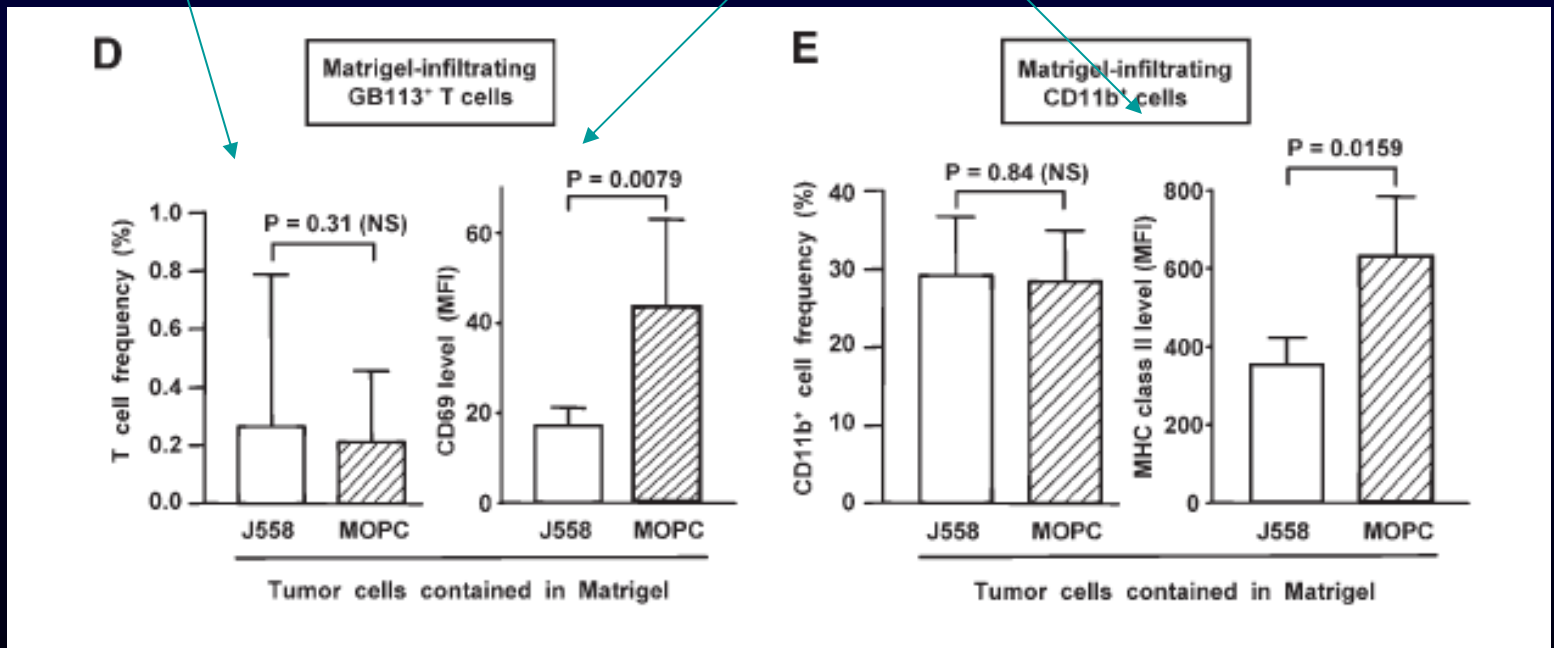 D
Matrigel-infiltrating
GB113⁺ T cells
T cell frequency (%)
1.0
0.8
0.6
0.4
0.2
0.0
P = 0.31 (NS)
J558 MOPC
CD69 level (MFI)
60
40
20
0
P = 0.0079
J558 MOPC
Tumor cells contained in Matrigel
E
Matrigel-infiltrating
CD11b⁺ cells
CD11b⁺ cell frequency (%)
40
30
20
10
0
P = 0.84 (NS)
J558 MOPC
MHC class II level (MFI)
800
600
400
200
0
P = 0.0159
J558 MOPC
Tumor cells contained in Matrigel